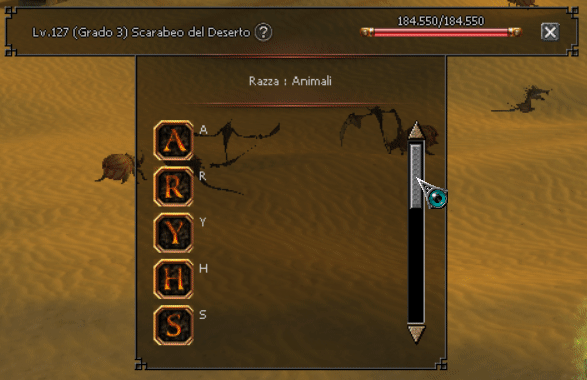 184.550/184.550
Lv.127 (Grado 3) Scarabeo del Deserto ?
Razza : Animali
A A
R R
Y Y
H H
S S